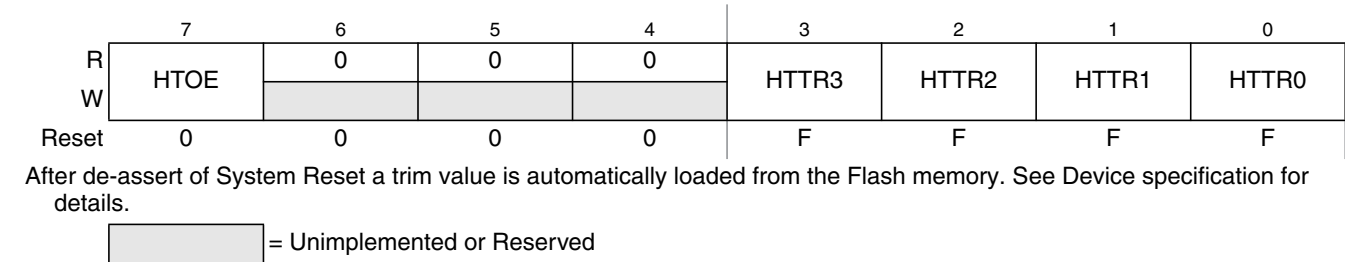 7 6 5 4 3 2 1 0
R HTOE 0 0 0 HTTR3 HTTR2 HTTR1 HTTR0
W
Reset 0 0 0 0 F F F F
After de-assert of System Reset a trim value is automatically loaded from the Flash memory. See Device specification for
details.
= Unimplemented or Reserved